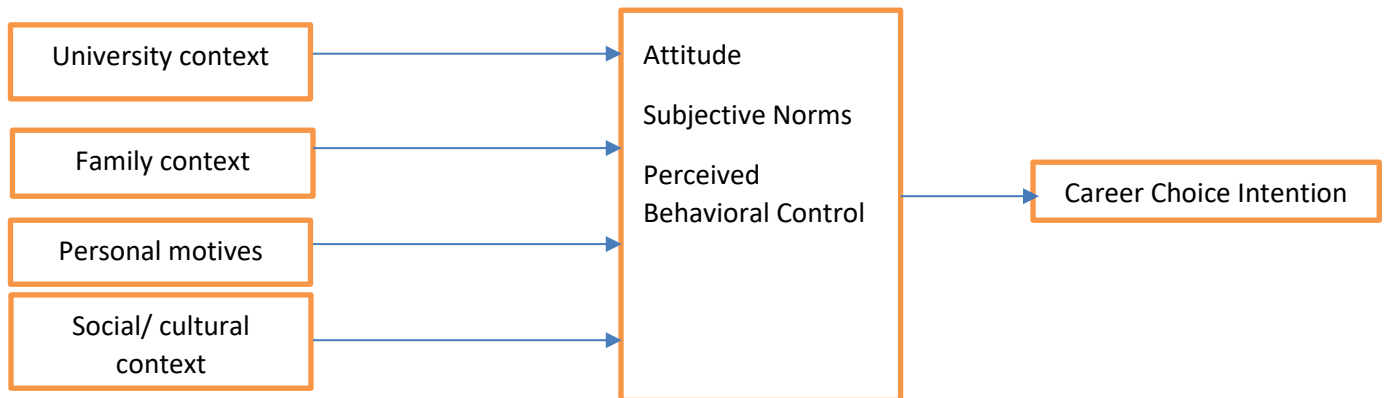 University context
Family context
Personal motives
Social/ cultural
context
Attitude
Subjective Norms
Perceived
Behavioral Control
Career Choice Intention